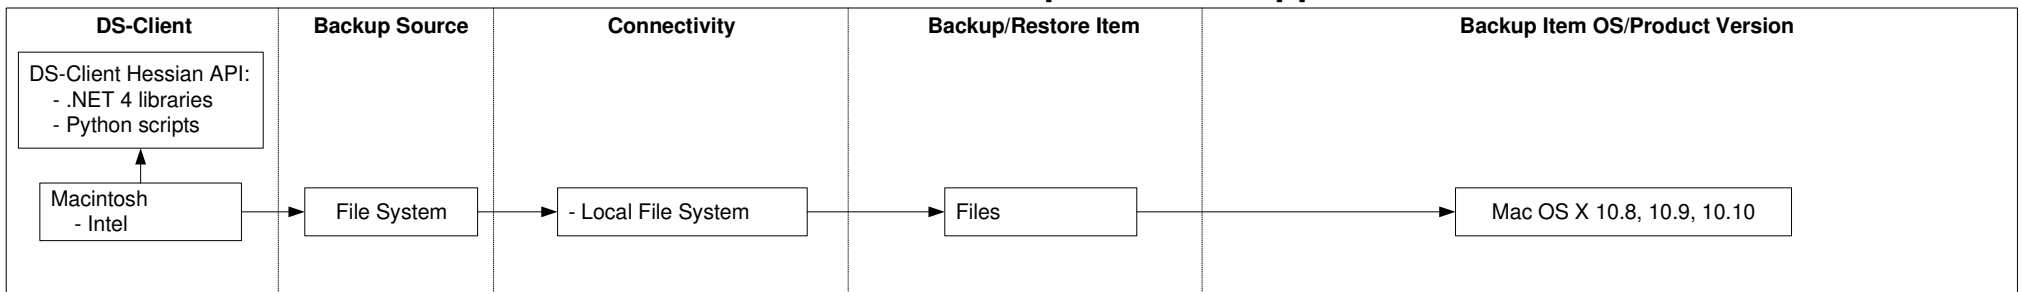 DS-Client
Backup Source
Connectivity
Backup/Restore Item
Backup Item OS/Product Version
DS-Client Hessian API:
- .NET 4 libraries
- Python scripts
Macintosh
- Intel
File System
- Local File System
Files
Mac OS X 10.8, 10.9, 10.10